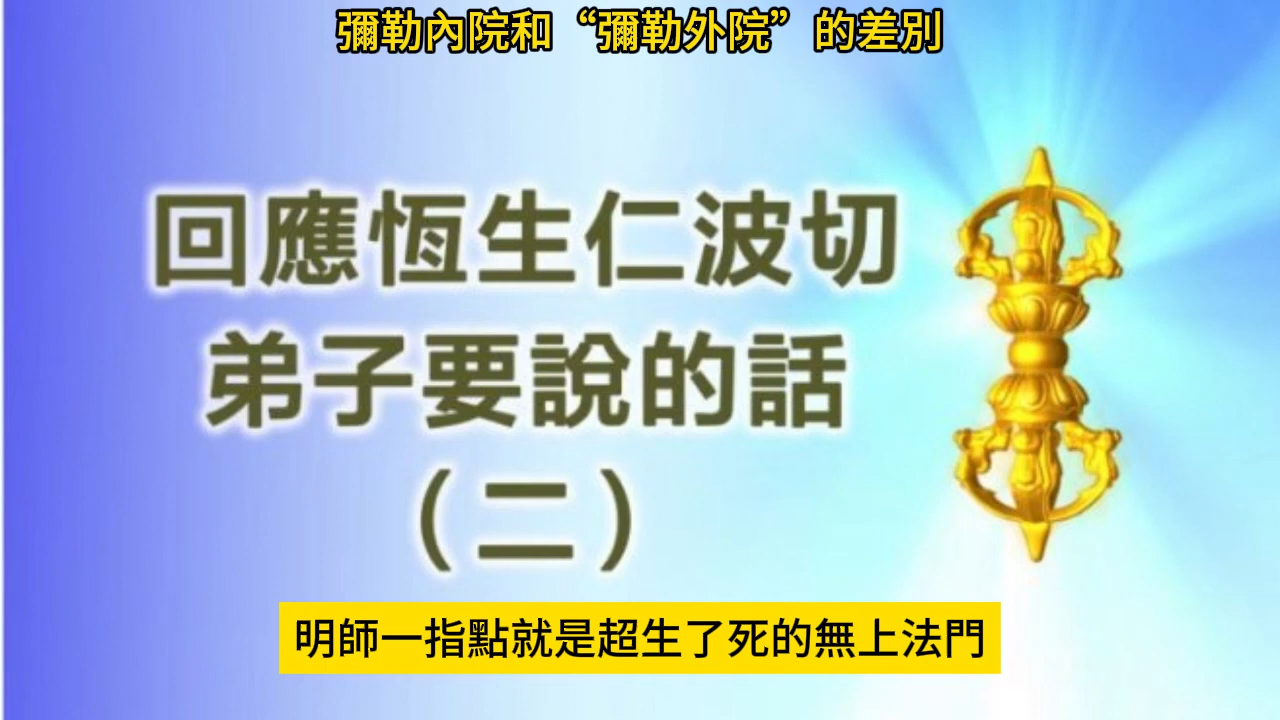 彌勒內院和“彌勒外院”的差別
回應恆生仁波切
弟子要說的話
（二）
明師一指點就是超生了死的無上法門